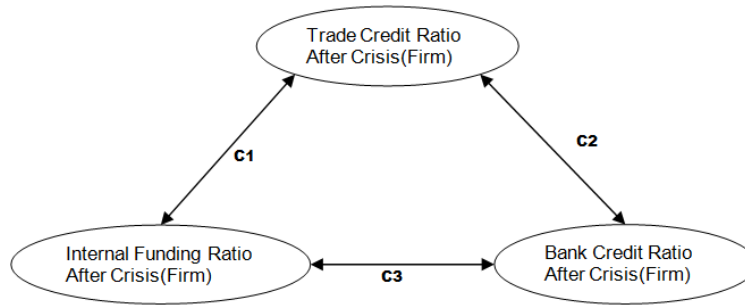 Trade Credit Ratio
After Crisis(Firm)
C1
C2
Internal Funding Ratio
After Crisis(Firm)
C3
Bank Credit Ratio
After Crisis(Firm)